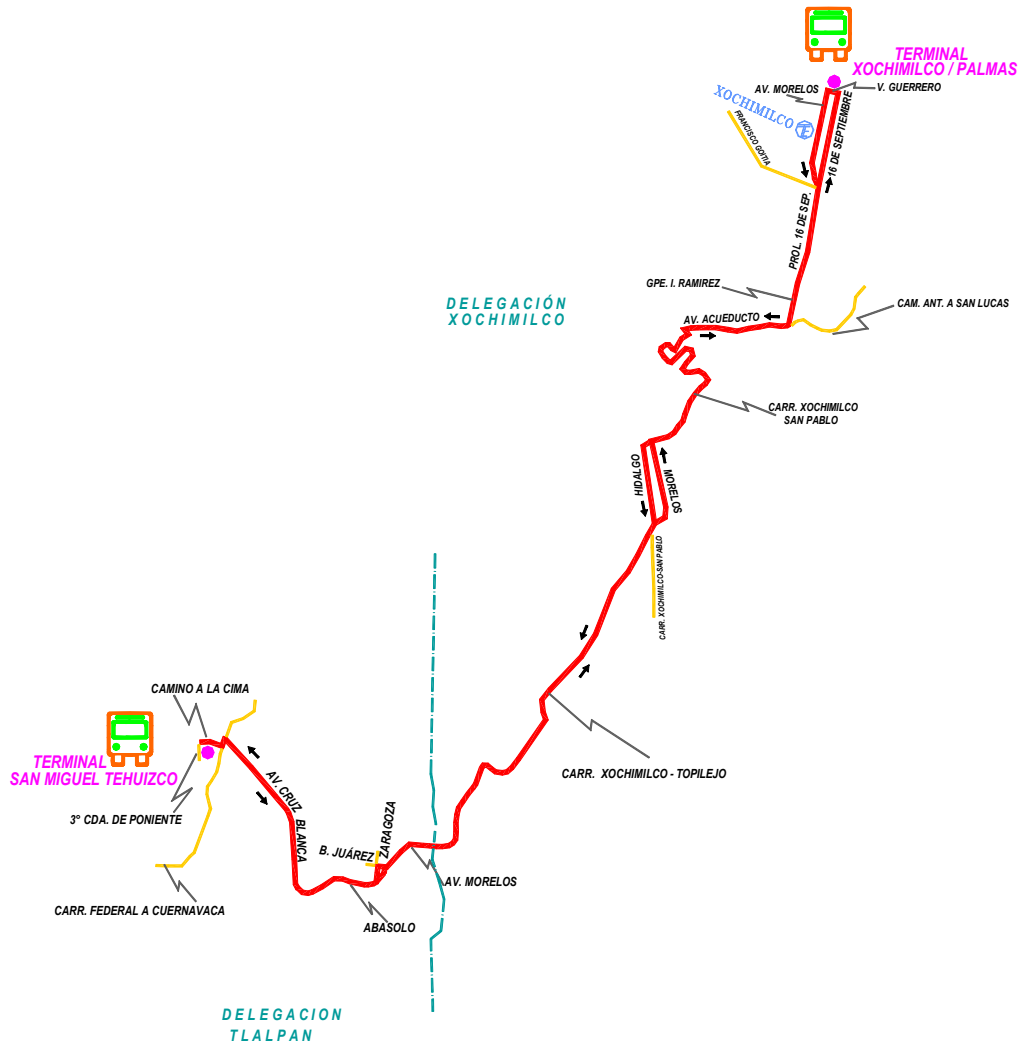 TERMINAL
XOCHIMILCO / PALMAS
AV. MORELOS
V. GUERRERO
XOCHIMILCO
FRANCISCO GOITIA
16 DE SEPTIEMBRE
PROL. 16 DE SEP.
GPE. I. RAMIREZ
CAM. ANT. A SAN LUCAS
DELEGACIÓN
XOCHIMILCO
AV. ACUEDUCTO
CARR. XOCHIMILCO
SAN PABLO
HIDALGO
MORELOS
CARR. XOCHIMILCO-SAN PABLO
CAMINO A LA CIMA
TERMINAL
SAN MIGUEL TEHUIZCO
AV. CRUZ
BLANCA
CARR. XOCHIMILCO - TOPILEJO
3° CDA. DE PONIENTE
B. JUÁREZ
ZARAGOZA
AV. MORELOS
CARR. FEDERAL A CUERNAVACA
ABASOLO
DELEGACION
TLALPAN